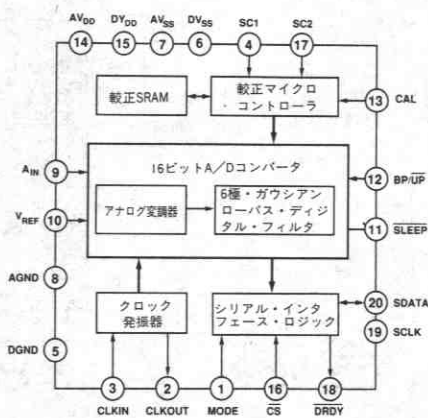 AVDD DYDD AVSS DVSS SC1 SC2
14 15 7 6 4 17
較正SRAM
較正マイクロ
・コントローラ
13 CAL
16ビットA/Dコンバータ
AIN 9
12 BP/UP
アナログ変調器
6極・ガウシアン
ローパス・ディジ
タル・フィルタ
VREF 10
11 SLEEP
AGND
8
クロック
発振器
シリアル・インタ
フェース・ロジック
20 SDATA
19 SCLK
DGND
5
3 2 1 16 18
CLKIN CLKOUT MODE CS DRDY